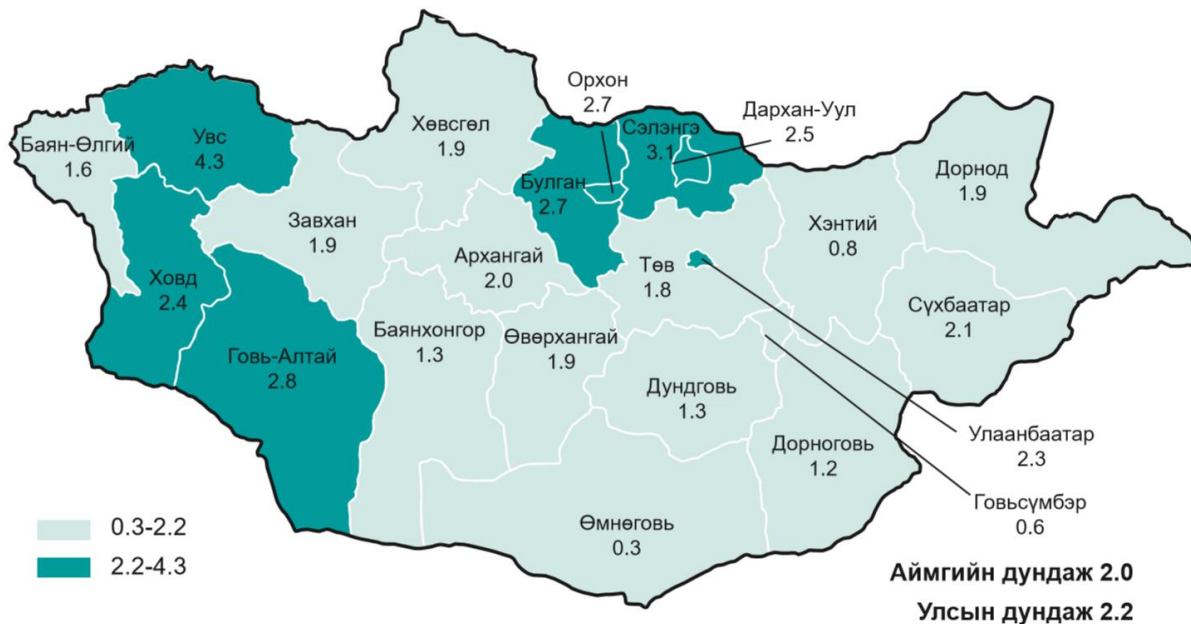 Орхон
2.7
Дархан-Уул
2.5
Хөвсгөл
1.9
Сэлэнгэ
3.1
Баян-Өлгий
1.6
Увс
4.3
Дорнод
1.9
Булган
2.7
Завхан
1.9
Хэнтий
0.8
Архангай
2.0
Төв
1.8
Ховд
2.4
Сүхбаатар
2.1
Баянхонгор
1.3
Өвөрхангай
1.9
Говь-Алтай
2.8
Дундговь
1.3
Улаанбаатар
2.3
Дорноговь
1.2
Говьсүмбэр
0.6
Өмнөговь
0.3
0.3-2.2
2.2-4.3
Аймгийн дундаж 2.0
Улсын дундаж 2.2